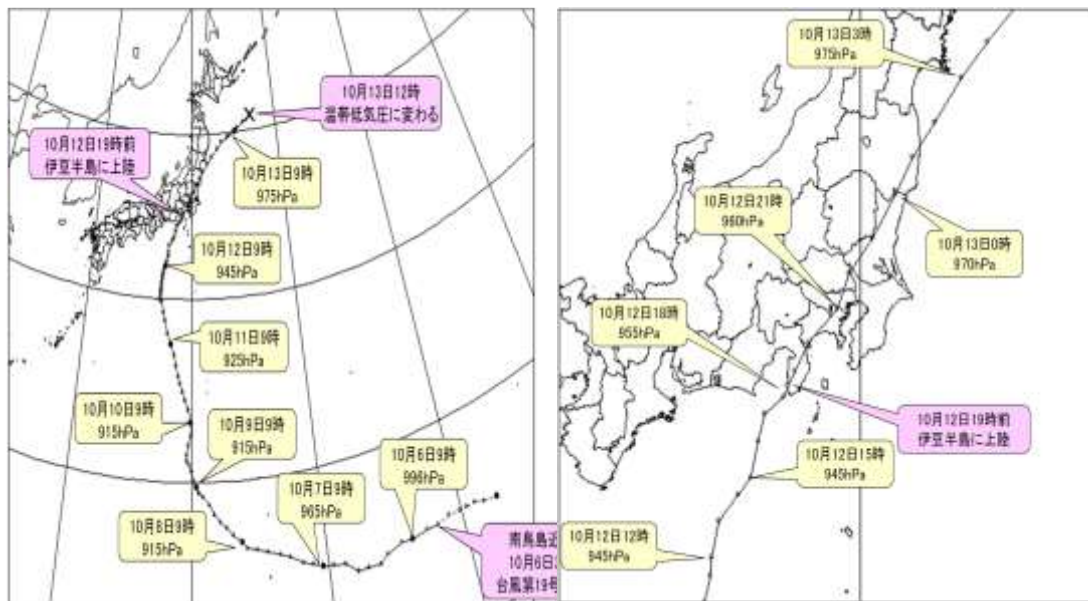 10月13日12時
温帯低気圧に変わる
10月12日19時前
伊豆半島に上陸
10月13日9時
975hPa
10月12日9時
945hPa
10月11日9時
925hPa
10月10日9時
915hPa
10月9日9時
915hPa
10月6日9時
996hPa
10月7日9時
965hPa
10月8日9時
915hPa
南鳥島近
10月6日
台風第19号
10月13日3時
975hPa
10月12日21時
960hPa
10月13日0時
970hPa
10月12日18時
955hPa
10月12日19時前
伊豆半島に上陸
10月12日15時
945hPa
10月12日12時
945hPa